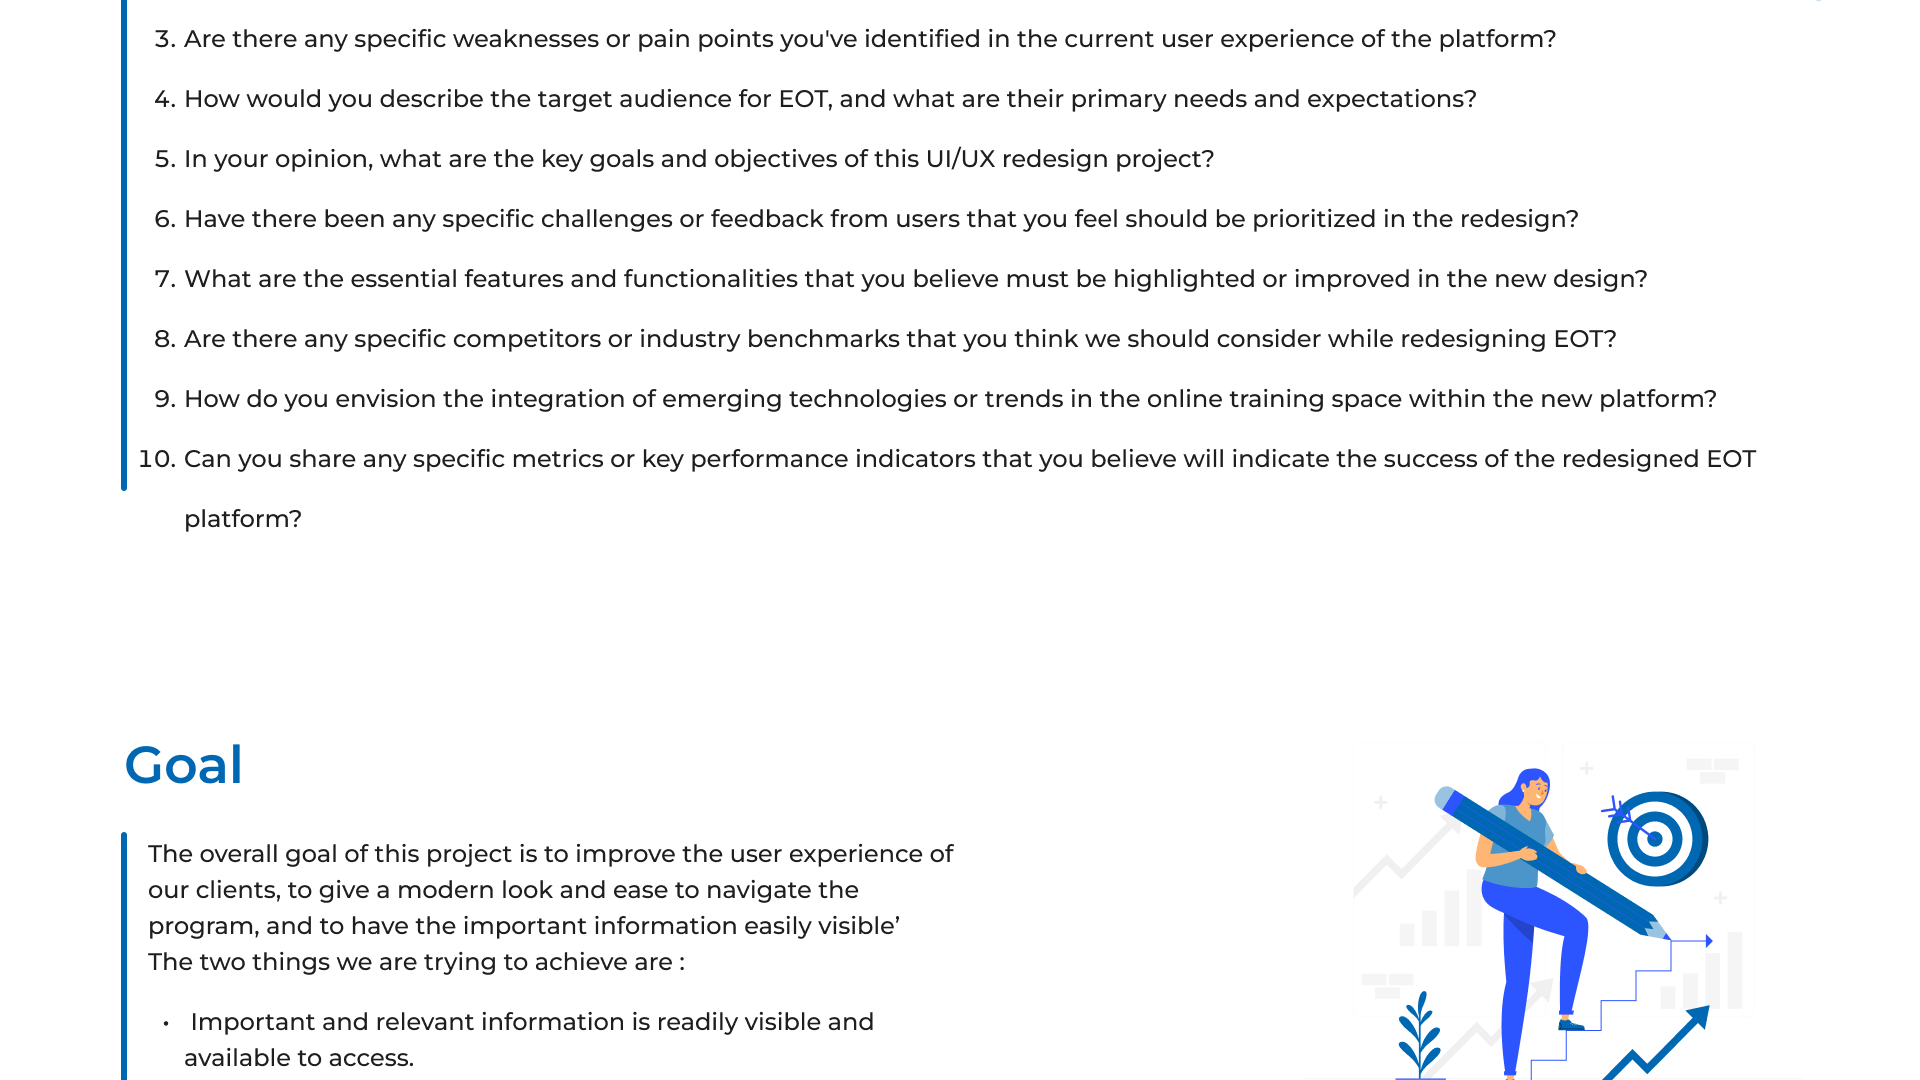 3. Are there any specific weaknesses or pain points you've identified in the current user experience of the platform?
4. How would you describe the target audience for EOT, and what are their primary needs and expectations?
5. In your opinion, what are the key goals and objectives of this UI/UX redesign project?
6. Have there been any specific challenges or feedback from users that you feel should be prioritized in the redesign?
7. What are the essential features and functionalities that you believe must be highlighted or improved in the new design?
8. Are there any specific competitors or industry benchmarks that you think we should consider while redesigning EOT?
9. How do you envision the integration of emerging technologies or trends in the online training space within the new platform?
10. Can you share any specific metrics or key performance indicators that you believe will indicate the success of the redesigned EOT
platform?
Goal
The overall goal of this project is to improve the user experience of
our clients, to give a modern look and ease to navigate the
program, and to have the important information easily visible’
The two things we are trying to achieve are :
• Important and relevant information is readily visible and
available to access.